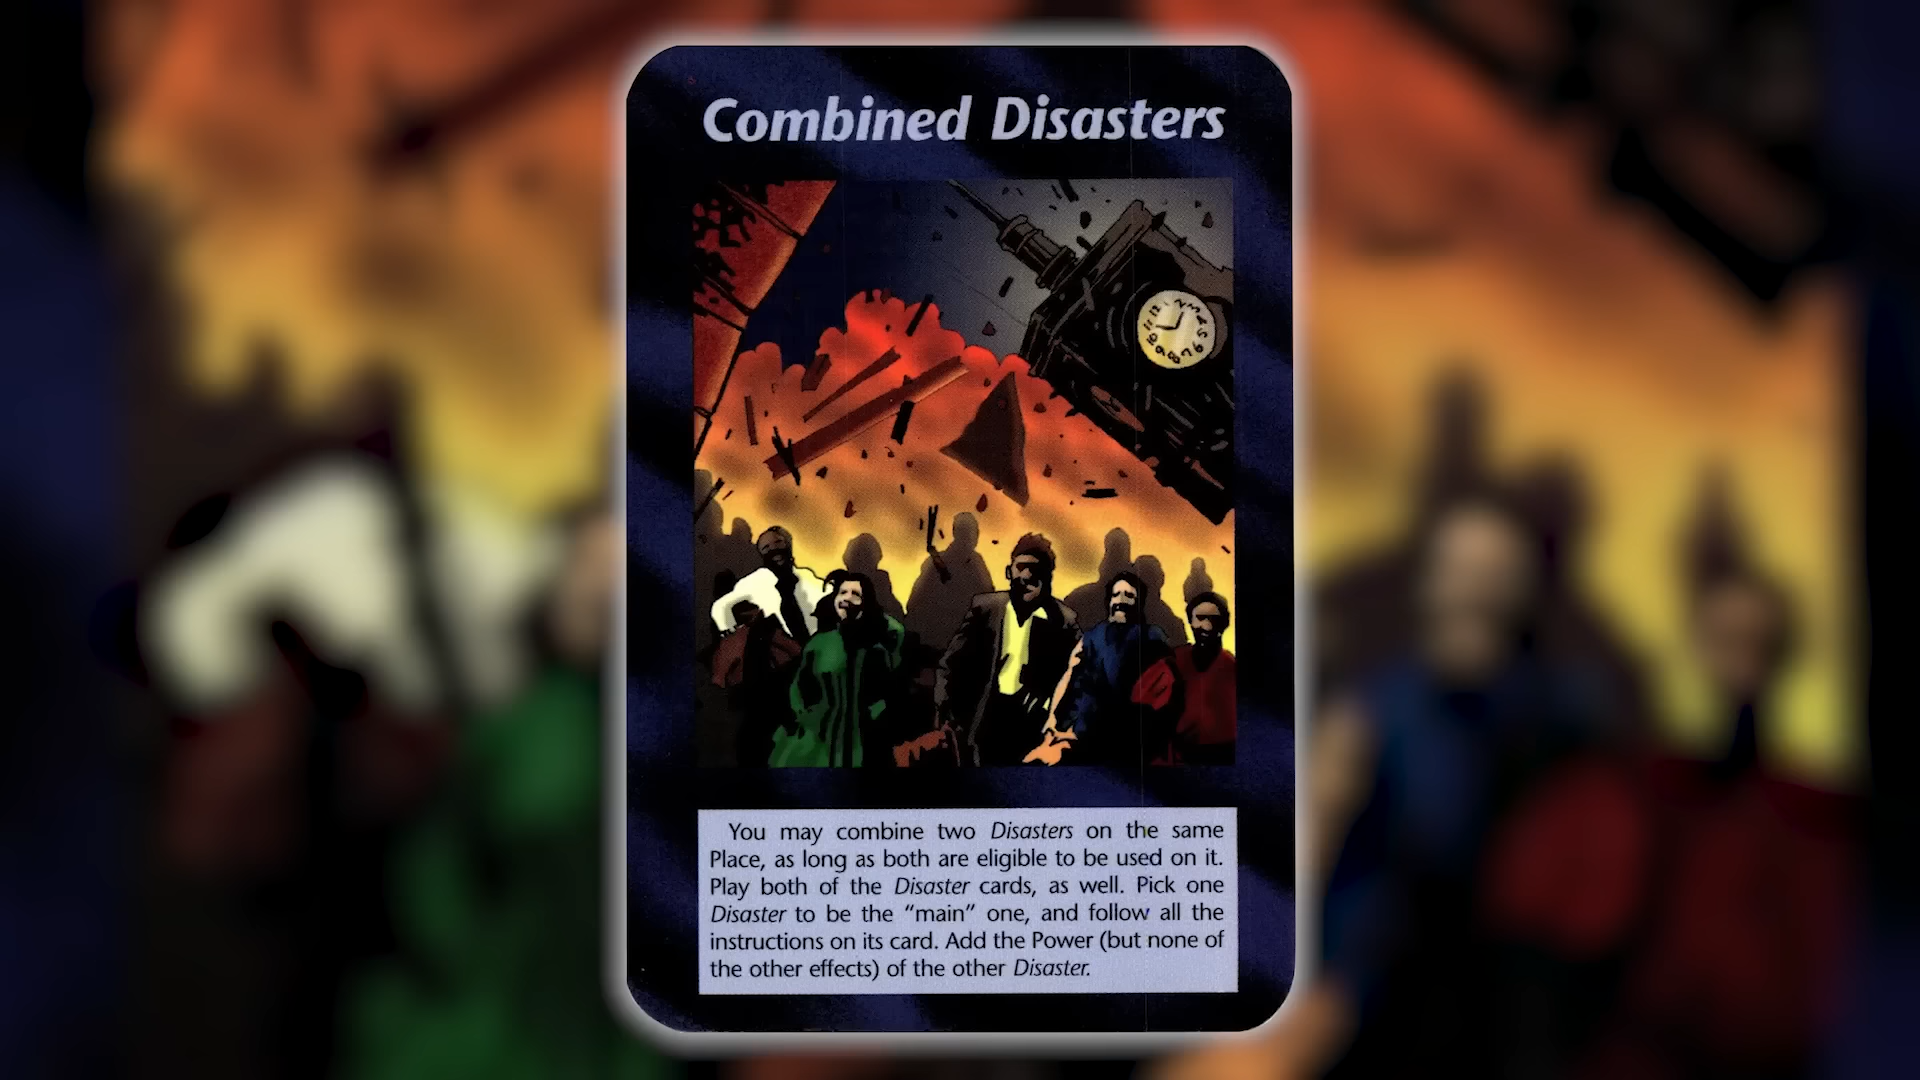 Combined Disasters
You may combine two Disasters on the same
Place, as long as both are eligible to be used on it.
Play both of the Disaster cards, as well. Pick one
Disaster to be the “main” one, and follow all the
instructions on its card. Add the Power (but none of
the other effects) of the other Disaster.